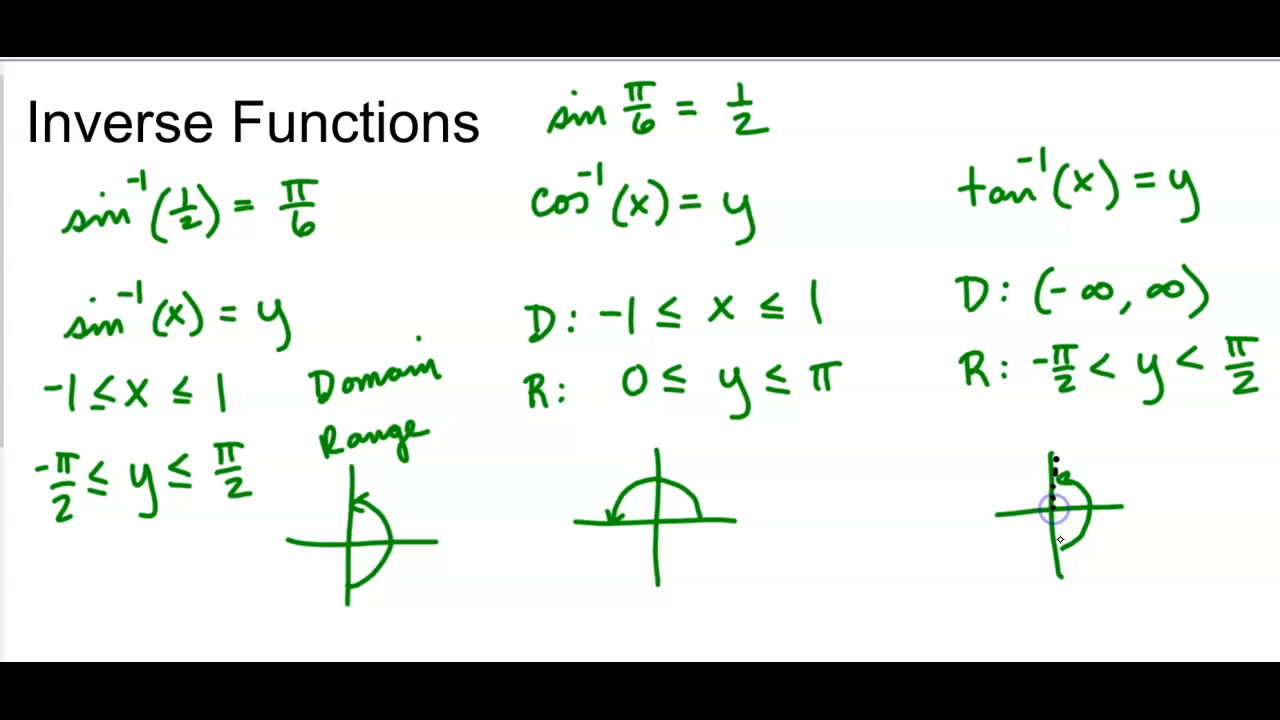 Inverse Functions
sin π/6 = 1/2
sin⁻¹(1/2) = π/6
sin⁻¹(x) = y
-1 ≤ x ≤ 1 Domain
-π/2 ≤ y ≤ π/2 Range
cos⁻¹(x) = y
D: -1 ≤ x ≤ 1
R: 0 ≤ y ≤ π
tan⁻¹(x) = y
D: (-∞, ∞)
R: -π/2 < y < π/2